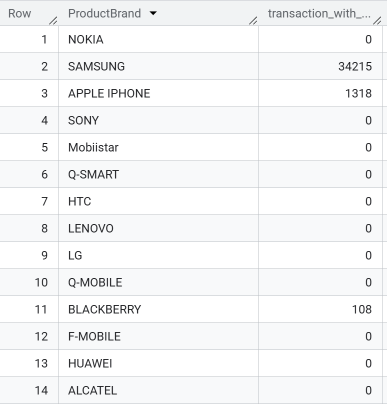 Row ProductBrand transaction_with_...
1 NOKIA 0
2 SAMSUNG 34215
3 APPLE IPHONE 1318
4 SONY 0
5 Mobiistar 0
6 Q-SMART 0
7 HTC 0
8 LENOVO 0
9 LG 0
10 Q-MOBILE 0
11 BLACKBERRY 108
12 F-MOBILE 0
13 HUAWEI 0
14 ALCATEL 0